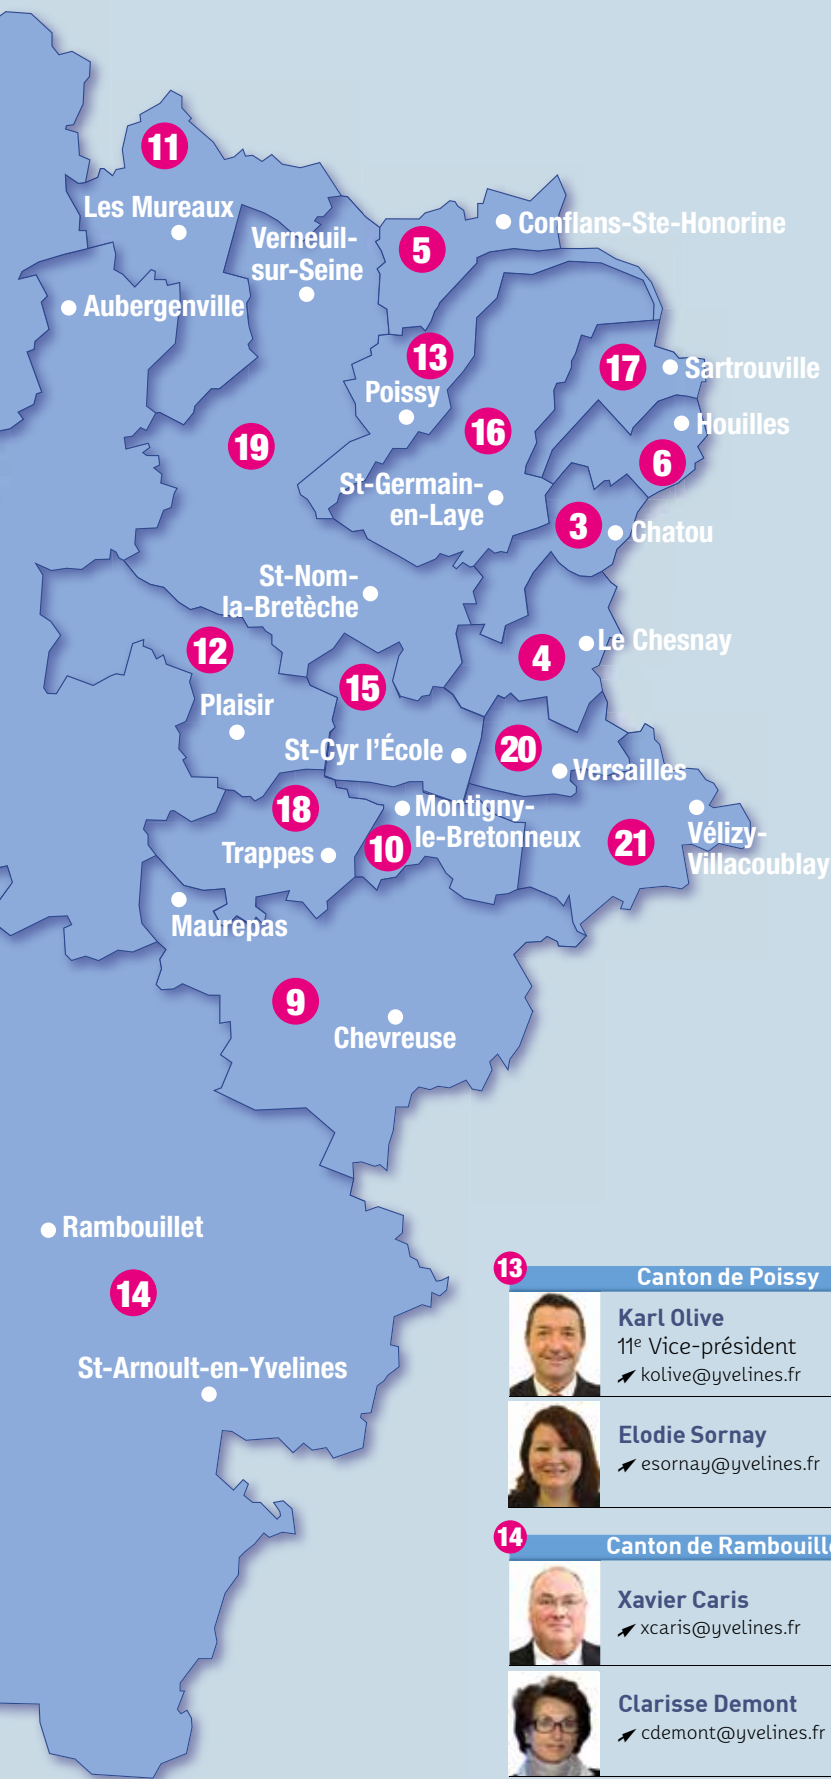 11
Les Mureaux
Verneuil-
sur-Seine
5
Conflans-Ste-Honorine
Aubergenville
13
Poissy
17
Sartrouville
Houilles
19
16
6
St-Germain-
en-Laye
3
Chatou
St-Nom-
la-Bretèche
12
4
Le Chesnay
15
Plaisir
St-Cyr l'École
20
Versailles
18
Montigny-
le-Bretonneux
Trappes
10
21
Vélizy-
Villacoublay
Maurepas
9
Chevreuse
Rambouillet
14
St-Arnoult-en-Yvelines
13
Canton de Poissy
Karl Olive
11e Vice-président
kolive@yvelines.fr
Elodie Sornay
esornay@yvelines.fr
14
Canton de Rambouille
Xavier Caris
xcaris@yvelines.fr
Clarisse Demont
cdemont@yvelines.fr